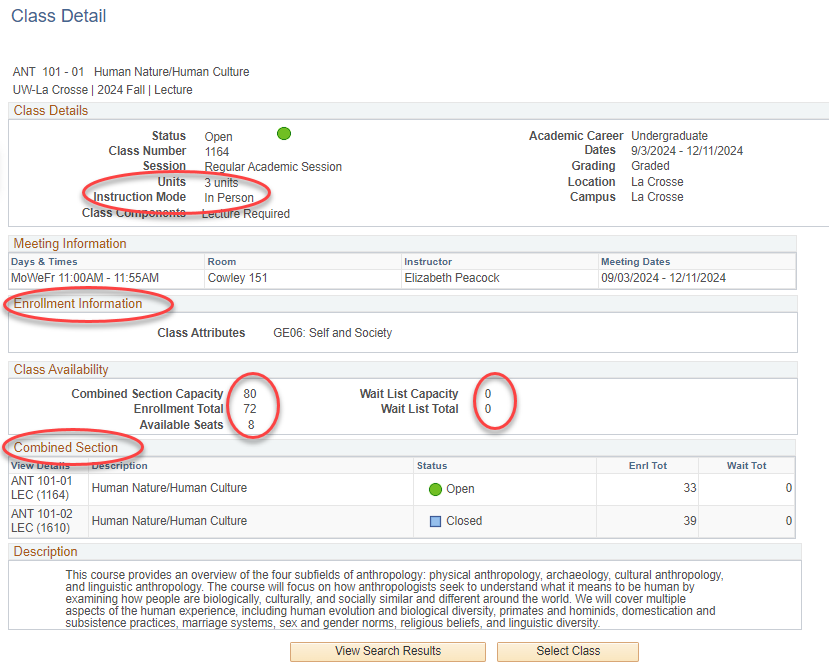 Class Detail
ANT 101 - 01 Human Nature/Human Culture
UW-La Crosse | 2024 Fall | Lecture
Class Details
Status Open Academic Career Undergraduate
Class Number 1164 Dates 9/3/2024 - 12/11/2024
Session Regular Academic Session Grading Graded
Units 3 units Location La Crosse
Instruction Mode In Person Campus La Crosse
Class Components Lecture Required
Meeting Information
Days & Times Room Instructor Meeting Dates
MoWeFr 11:00AM - 11:55AM Cowley 151 Elizabeth Peacock 09/03/2024 - 12/11/2024
Enrollment Information
Class Attributes GE06: Self and Society
Class Availability
Combined Section Capacity 80 Wait List Capacity 0
Enrollment Total 72 Wait List Total 0
Available Seats 8
Combined Section
View Details Description Status Enrl Tot Wait Tot
ANT 101-01
LEC (1164) Human Nature/Human Culture Open 33 0
ANT 101-02
LEC (1610) Human Nature/Human Culture Closed 39 0
Description
This course provides an overview of the four subfields of anthropology: physical anthropology, archaeology, cultural anthropology,
and linguistic anthropology. The course will focus on how anthropologists seek to understand what it means to be human by
examining how people are biologically, culturally, and socially similar and different around the world. We will cover multiple
aspects of the human experience, including human evolution and biological diversity, primates and hominids, domestication and
subsistence practices, marriage systems, sex and gender norms, religious beliefs, and linguistic diversity.
View Search Results Select Class